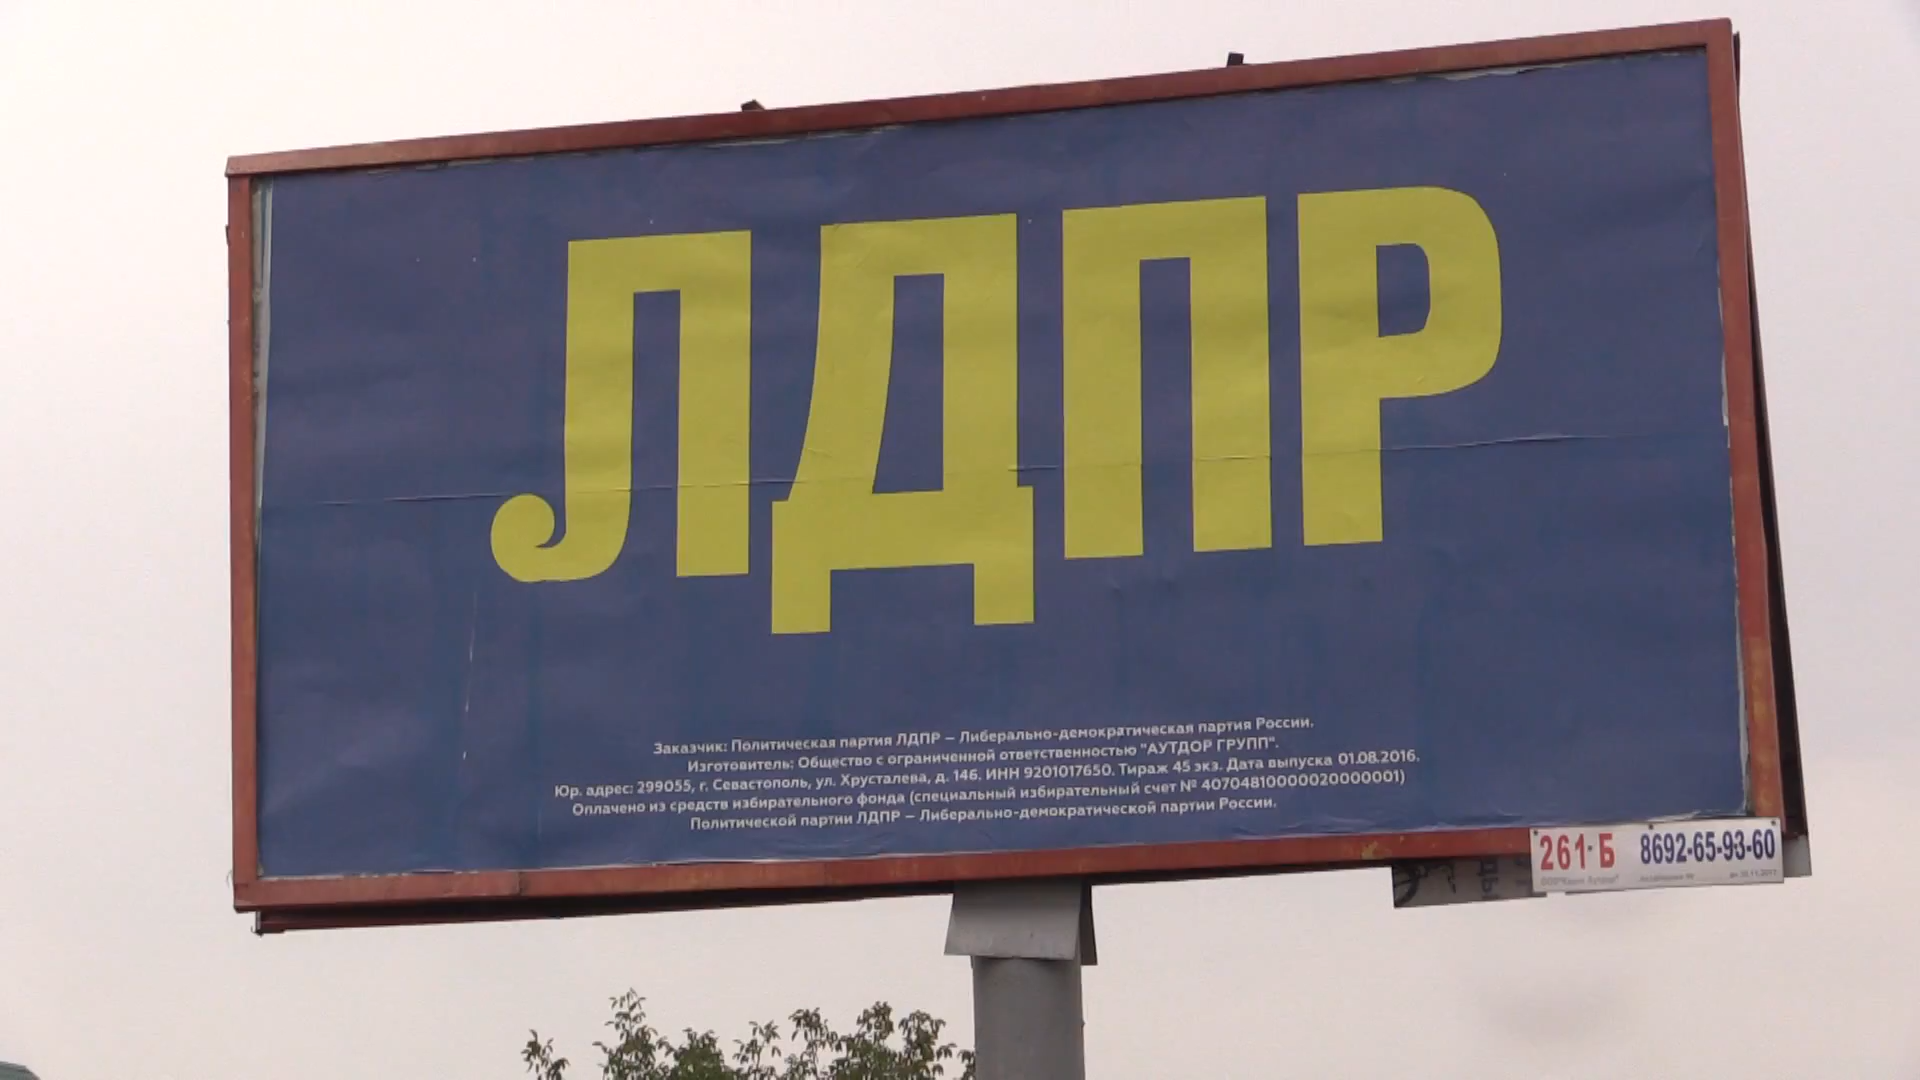 ЛДПР
Заказчик: Политическая партия ЛДПР – Либерально-демократическая партия России.
Изготовитель: Общество с ограниченной ответственностью "АУТДОР ГРУПП".
Юр. адрес: 299055, г. Севастополь, ул. Хрусталева, д. 146. ИНН 9201017650. Тираж 45 экз. Дата выпуска 01.08.2016.
Оплачено из средств избирательного фонда (специальный избирательный счет № 40704810000020000001)
Политической партии ЛДПР – Либерально-демократической партии России.
261·Б 8692-65-93-60